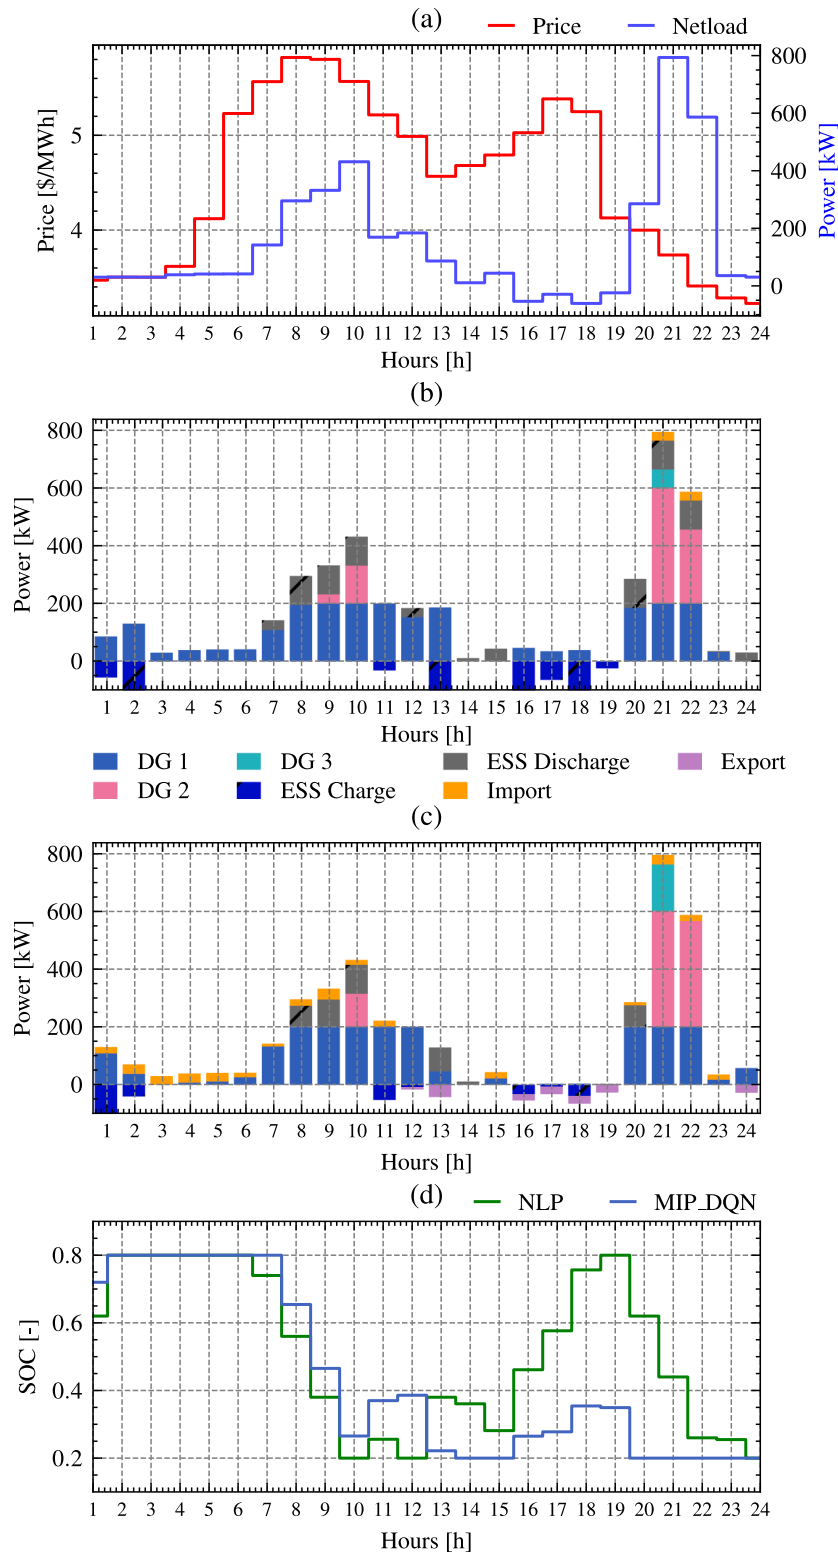 (a)
Price Netload
800
600
5
400
200
4
0
Price [$/MWh]
Power [kW]
1 2 3 4 5 6 7 8 9 10 11 12 13 14 15 16 17 18 19 20 21 22 23 24
Hours [h]
(b)
800
600
400
200
0
Power [kW]
1 2 3 4 5 6 7 8 9 10 11 12 13 14 15 16 17 18 19 20 21 22 23 24
Hours [h]
DG 1 DG 3 ESS Discharge Export
DG 2 ESS Charge Import
(c)
800
600
400
200
0
Power [kW]
1 2 3 4 5 6 7 8 9 10 11 12 13 14 15 16 17 18 19 20 21 22 23 24
Hours [h]
(d)
NLP MIP_DQN
0.8
0.6
0.4
0.2
SOC [-]
1 2 3 4 5 6 7 8 9 10 11 12 13 14 15 16 17 18 19 20 21 22 23 24
Hours [h]